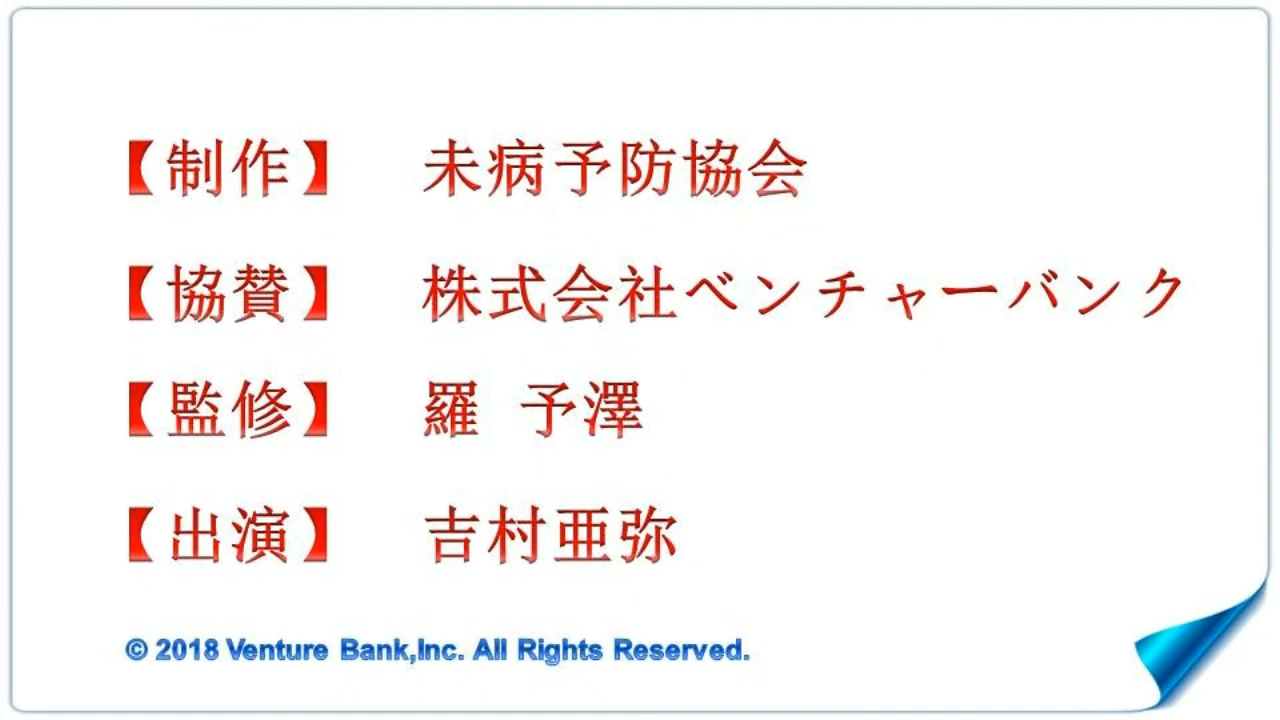 【制作】 未病予防協会
【協賛】 株式会社ベンチャーバンク
【監修】 羅 予澤
【出演】 吉村亜弥
© 2018 Venture Bank,Inc. All Rights Reserved.